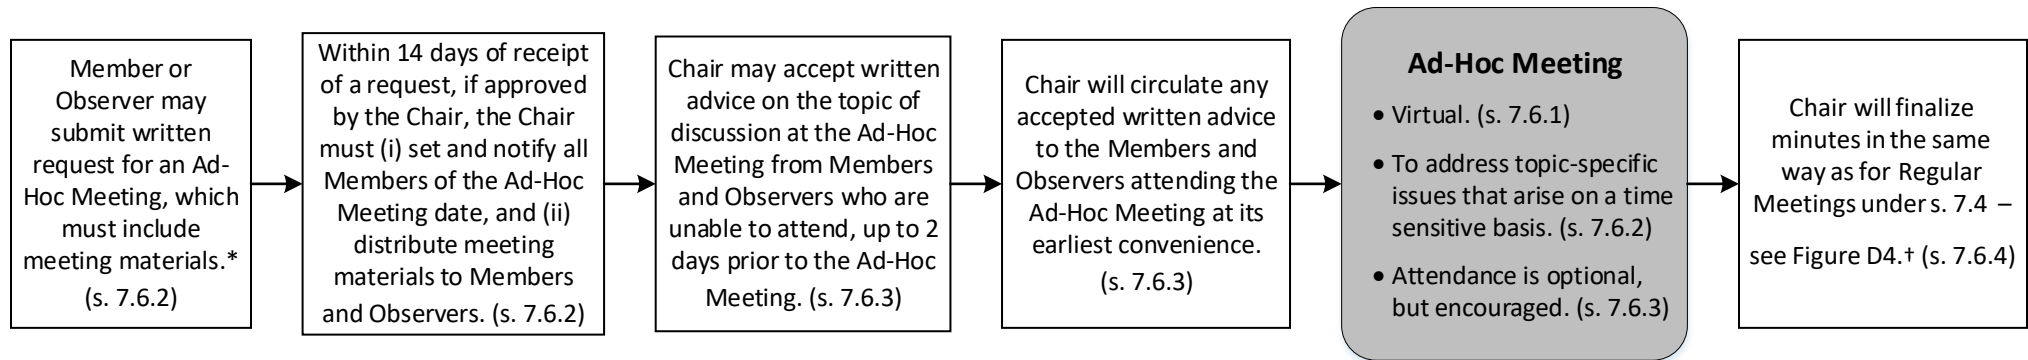 Member or
Observer may
submit written
request for an Ad-
Hoc Meeting, which
must include
meeting materials.*
(s. 7.6.2)
Within 14 days of receipt
of a request, if approved
by the Chair, the Chair
must (i) set and notify all
Members of the Ad-Hoc
Meeting date, and (ii)
distribute meeting
materials to Members
and Observers. (s. 7.6.2)
Chair may accept written
advice on the topic of
discussion at the Ad-Hoc
Meeting from Members
and Observers who are
unable to attend, up to 2
days prior to the Ad-Hoc
Meeting. (s. 7.6.3)
Chair will circulate any
accepted written advice
to the Members and
Observers attending the
Ad-Hoc Meeting at its
earliest convenience.
(s. 7.6.3)
Ad-Hoc Meeting
• Virtual. (s. 7.6.1)
• To address topic-specific
issues that arise on a time
sensitive basis. (s. 7.6.2)
• Attendance is optional,
but encouraged. (s. 7.6.3)
Chair will finalize
minutes in the same
way as for Regular
Meetings under s. 7.4 –
see Figure D4.† (s. 7.6.4)